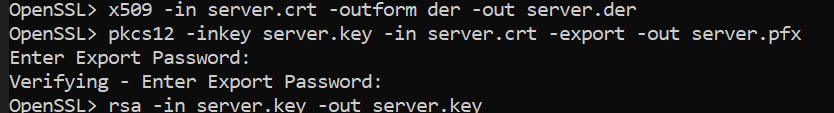 OpenSSL> x509 -in server.crt -outform der -out server.der
OpenSSL> pkcs12 -inkey server.key -in server.crt -export -out server.pfx
Enter Export Password:
Verifying - Enter Export Password:
OpenSSL> rsa -in server.key -out server.key